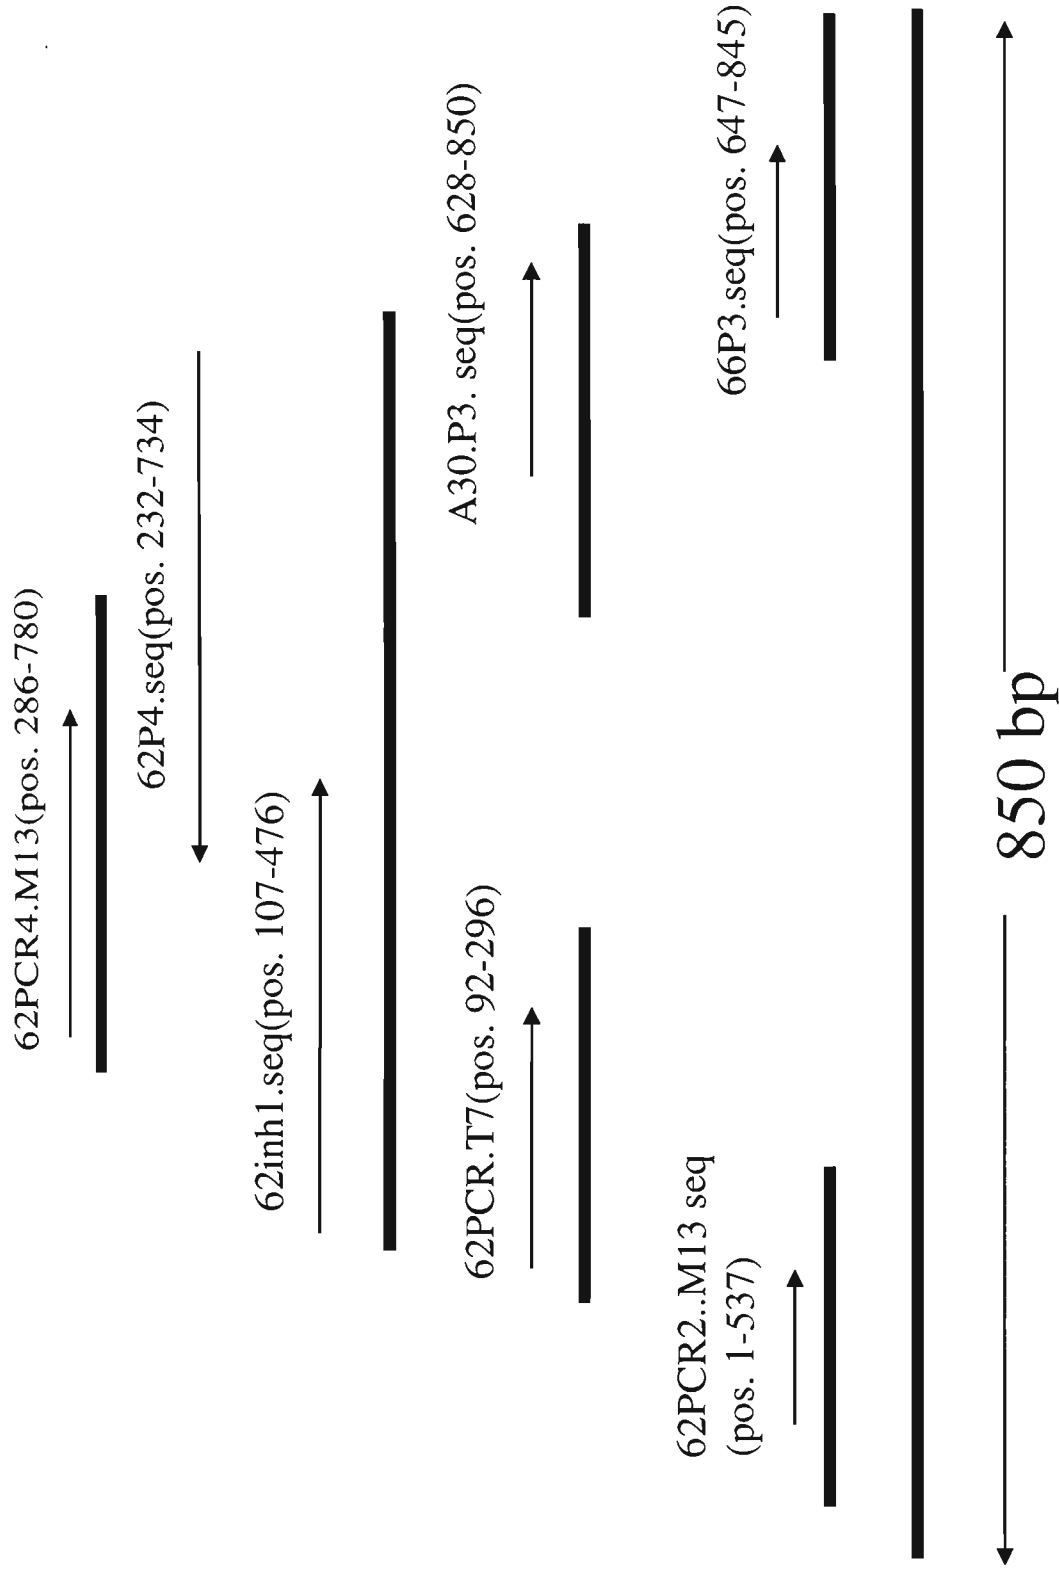 62PCR4.M13(pos. 286-780)
62P4.seq(pos. 232-734)
62inh1.seq(pos. 107-476)
62PCR.T7(pos. 92-296)
A30.P3. seq(pos. 628-850)
62PCR2..M13 seq
(pos. 1-537)
66P3.seq(pos. 647-845)
850 bp